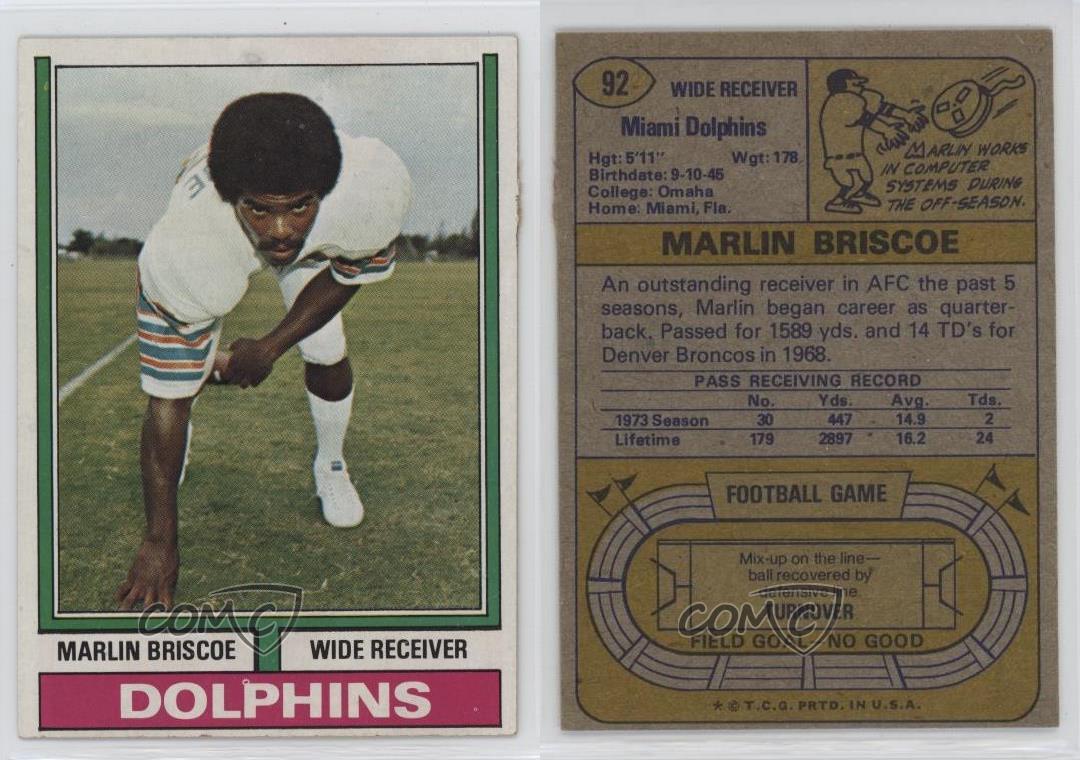 MARLIN BRISCOE WIDE RECEIVER
DOLPHINS
COMC
92 WIDE RECEIVER
Miami Dolphins
Hgt: 5'11" Wgt: 178
Birthdate: 9-10-45
College: Omaha
Home: Miami, Fla.
MARLIN WORKS
IN COMPUTER
SYSTEMS DURING
THE OFF-SEASON.
MARLIN BRISCOE
An outstanding receiver in AFC the past 5
seasons, Marlin began career as quarter-
back. Passed for 1589 yds. and 14 TD's for
Denver Broncos in 1968.
PASS RECEIVING RECORD
No. Yds. Avg. Tds.
1973 Season 30 447 14.9 2
Lifetime 179 2897 16.2 24
FOOTBALL GAME
Mix-up on the line—
ball recovered by
defensive line
TURNOVER
FIELD GOAL NO GOOD
COMC
* © T.C.G. PRTD. IN U.S.A.